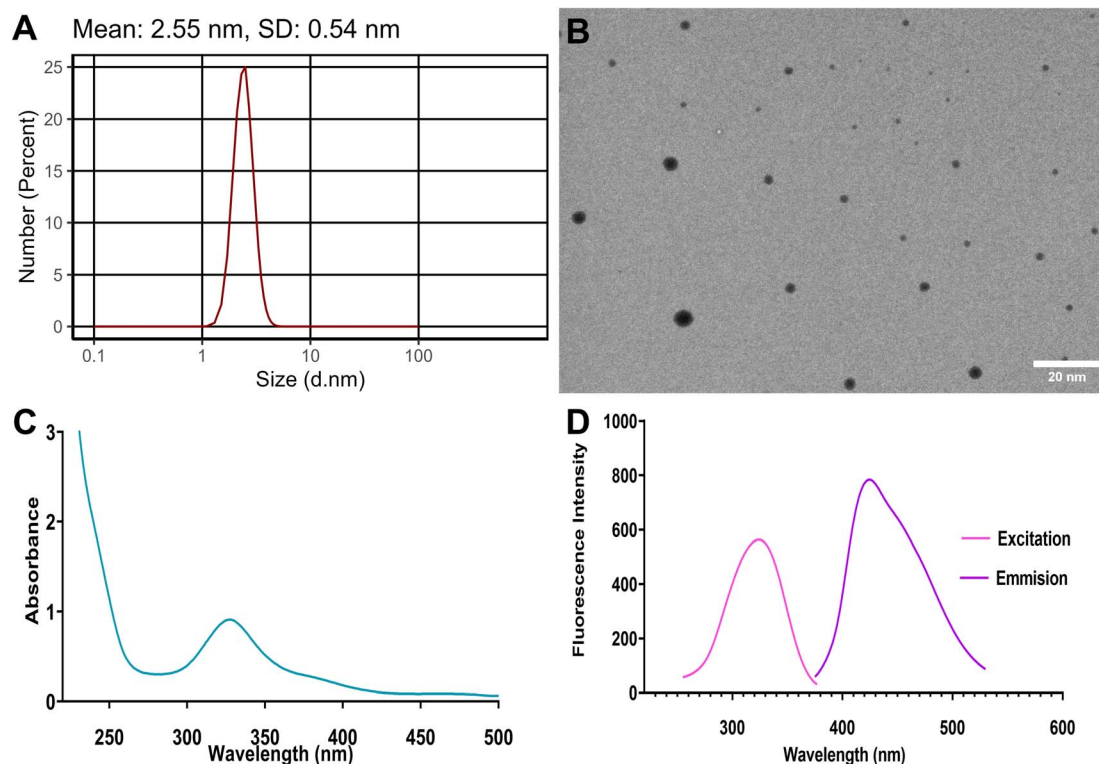 A
Mean: 2.55 nm, SD: 0.54 nm
Number (Percent)
25
20
15
10
5
0
0.1 1 10 100
Size (d.nm)
B
20 nm
C
Absorbance
3
2
1
0
250 300 350 400 450 500
Wavelength (nm)
D
Fluorescence Intensity
1000
800
600
400
200
0
300 400 500 600
Wavelength (nm)
Excitation
Emmision